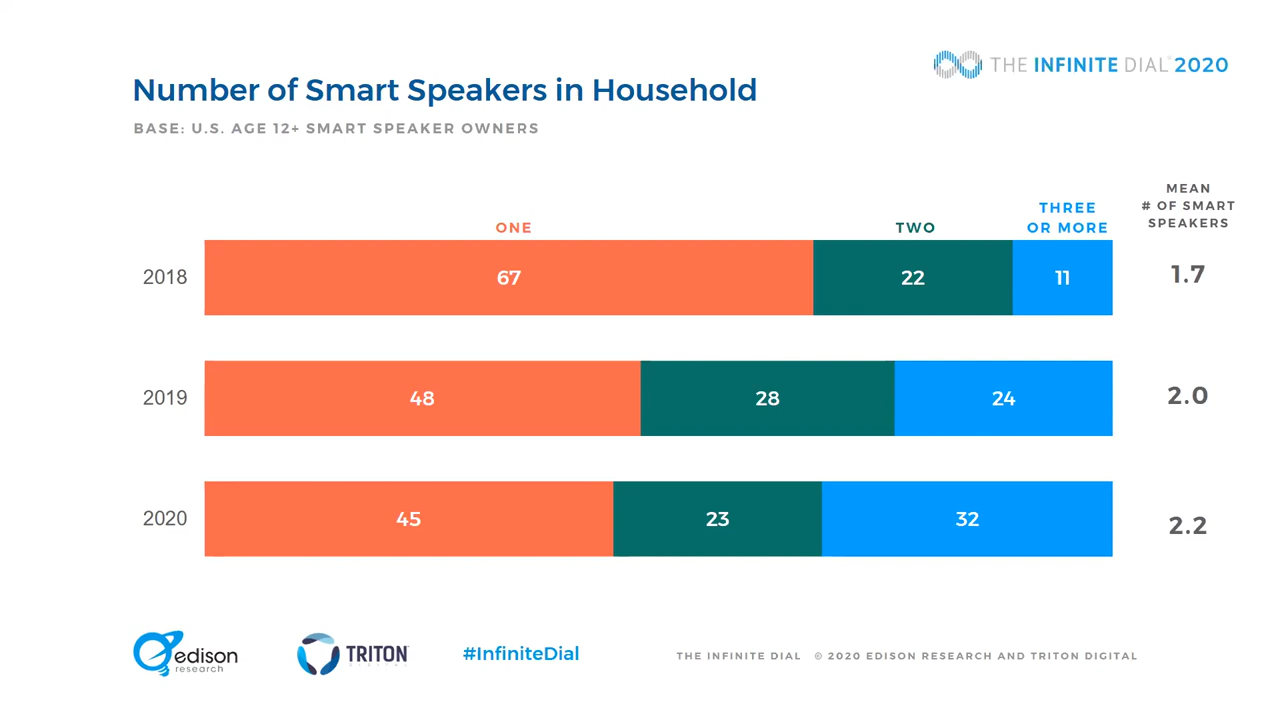 THE INFINITE DIAL® 2020
Number of Smart Speakers in Household
BASE: U.S. AGE 12+ SMART SPEAKER OWNERS
MEAN
# OF SMART
SPEAKERS
THREE
OR MORE
ONE
TWO
2018
67
22
11
1.7
2019
48
28
24
2.0
2020
45
23
32
2.2
edison
research
TRITON
#InfiniteDial
THE INFINITE DIAL © 2020 EDISON RESEARCH AND TRITON DIGITAL